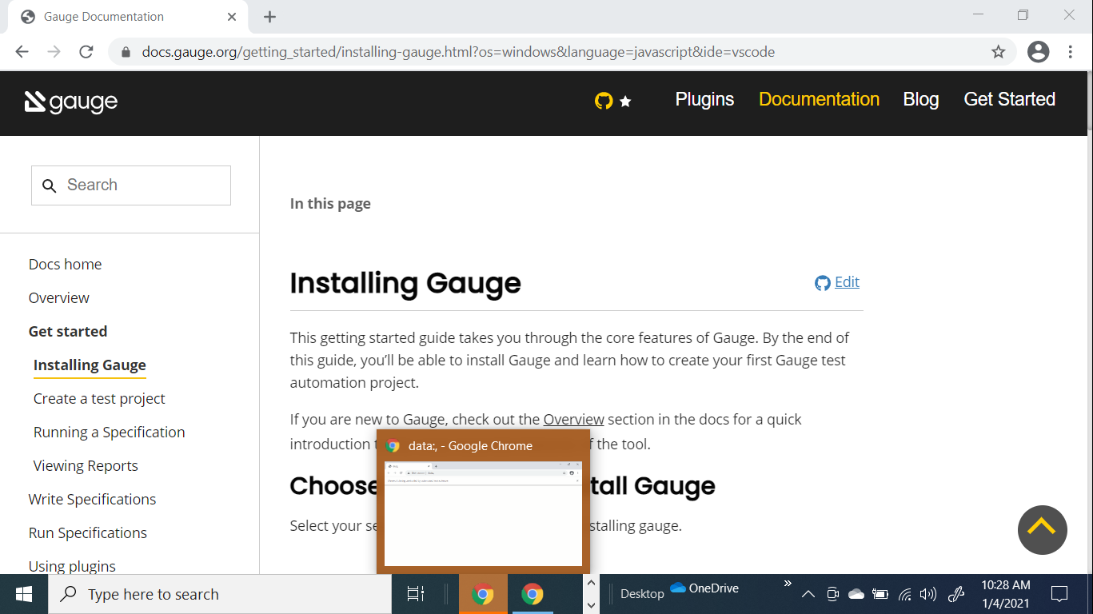 Gauge Documentation
docs.gauge.org/getting_started/installing-gauge.html?os=windows&language=javascript&ide=vscode
gauge
Plugins
Documentation
Blog
Get Started
Search
Docs home
Overview
Get started
Installing Gauge
Create a test project
Running a Specification
Viewing Reports
Write Specifications
Run Specifications
Using plugins
In this page
Installing Gauge
Edit
This getting started guide takes you through the core features of Gauge. By the end
of this guide, you'll be able to install Gauge and learn how to create your first Gauge test
automation project.
If you are new to Gauge, check out the Overview section in the docs for a quick
introduction f the tool.
Choose tall Gauge
Select your se stalling gauge.
data:, - Google Chrome
Type here to search
Desktop
OneDrive
10:28 AM
1/4/2021